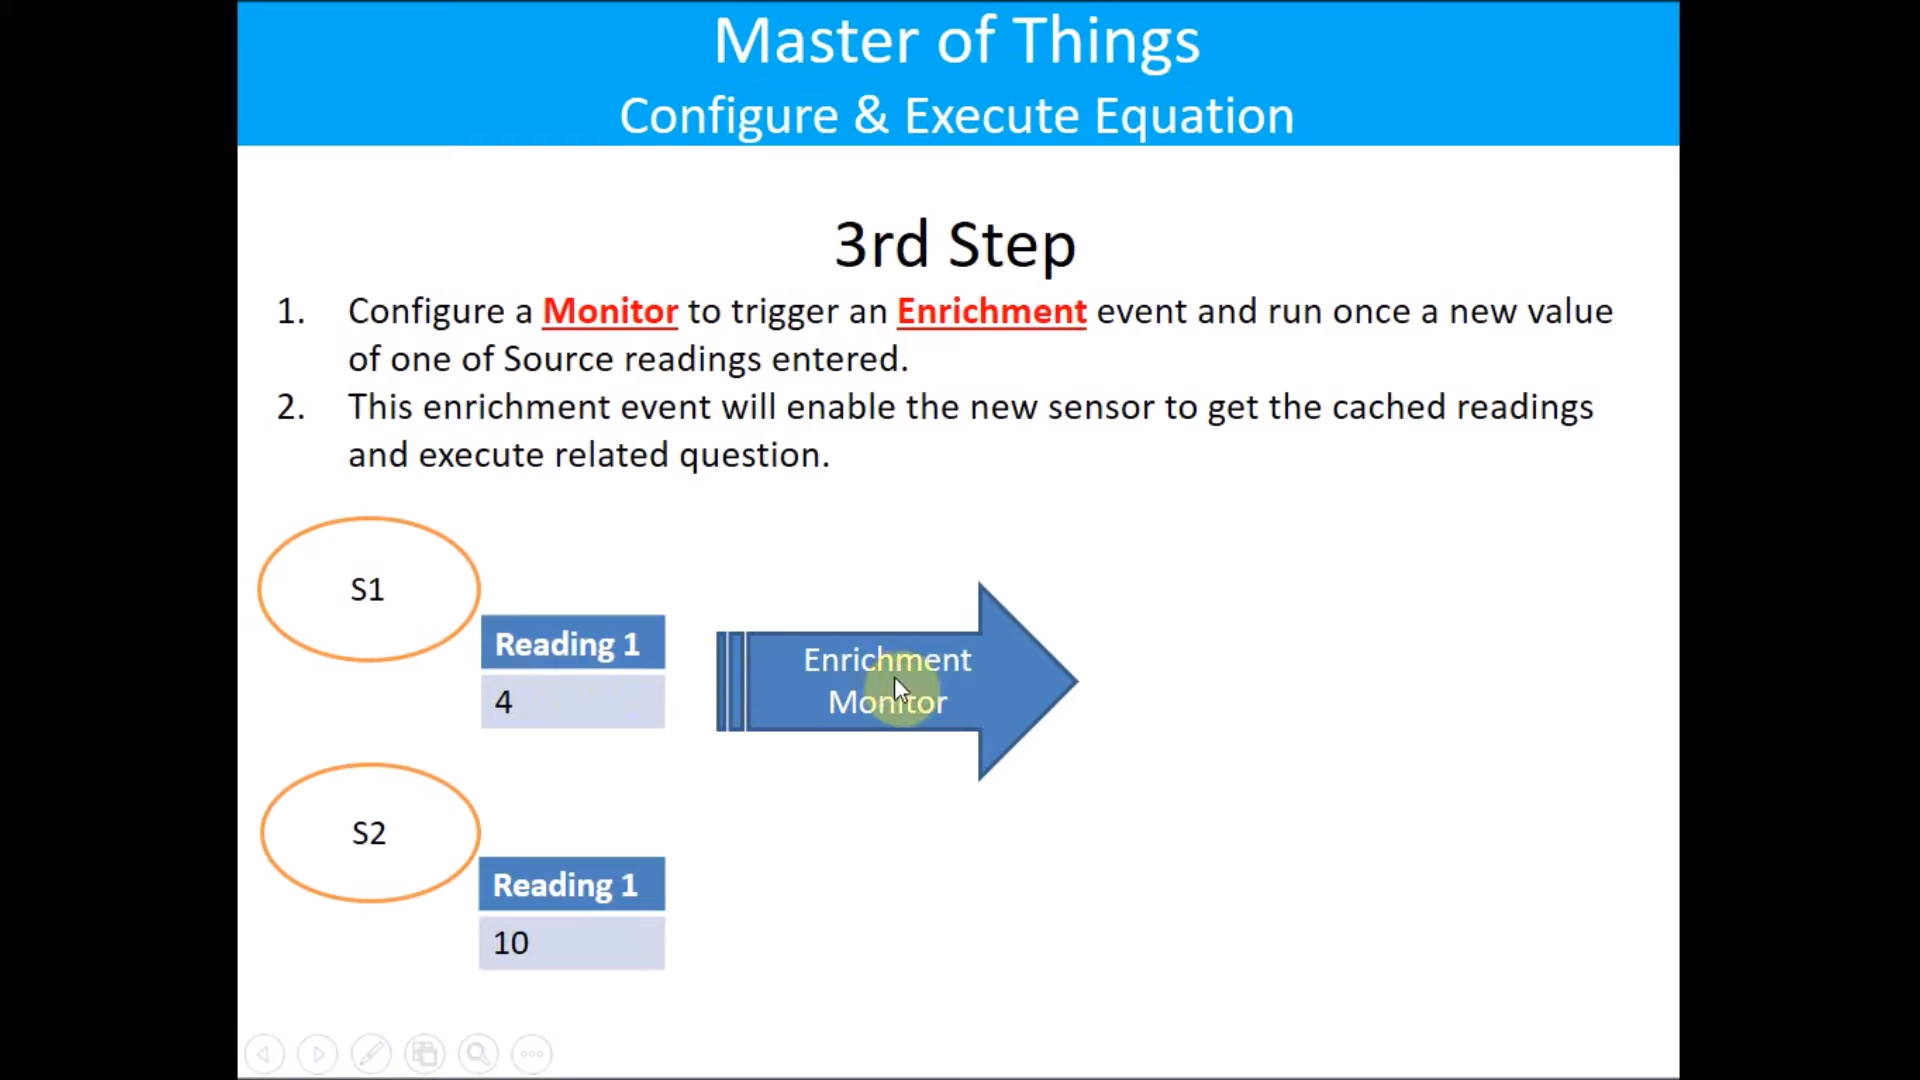 Master of Things
Configure & Execute Equation
3rd Step
1. Configure a Monitor to trigger an Enrichment event and run once a new value
of one of Source readings entered.
2. This enrichment event will enable the new sensor to get the cached readings
and execute related question.
S1
Reading 1
4
Enrichment
Monitor
S2
Reading 1
10